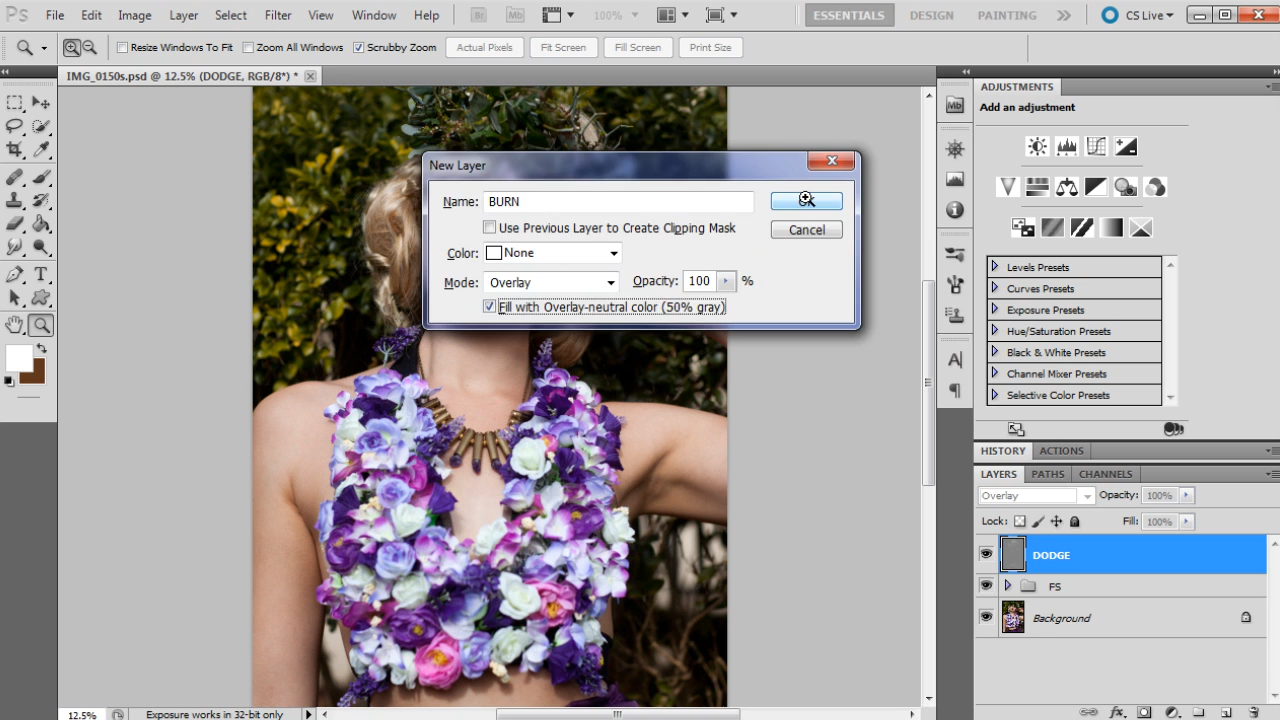 Ps File Edit Image Layer Select Filter View Window Help Br Mb 100% ESSENTIALS DESIGN PAINTING CS Live
Resize Windows To Fit Zoom All Windows Scrubby Zoom Actual Pixels Fit Screen Fill Screen Print Size
IMG_0150s.psd @ 12.5% (DODGE, RGB/8*) *
New Layer
Name: BURN
Use Previous Layer to Create Clipping Mask
Cancel
Color: None
Mode: Overlay Opacity: 100 %
Fill with Overlay-neutral color (50% gray)
12.5% Exposure works in 32-bit only
Mb
ADJUSTMENTS
Add an adjustment
Levels Presets
Curves Presets
Exposure Presets
Hue/Saturation Presets
Black & White Presets
Channel Mixer Presets
Selective Color Presets
HISTORY ACTIONS
LAYERS PATHS CHANNELS
Overlay Opacity: 100%
Lock: Fill: 100%
DODGE
FS
Background